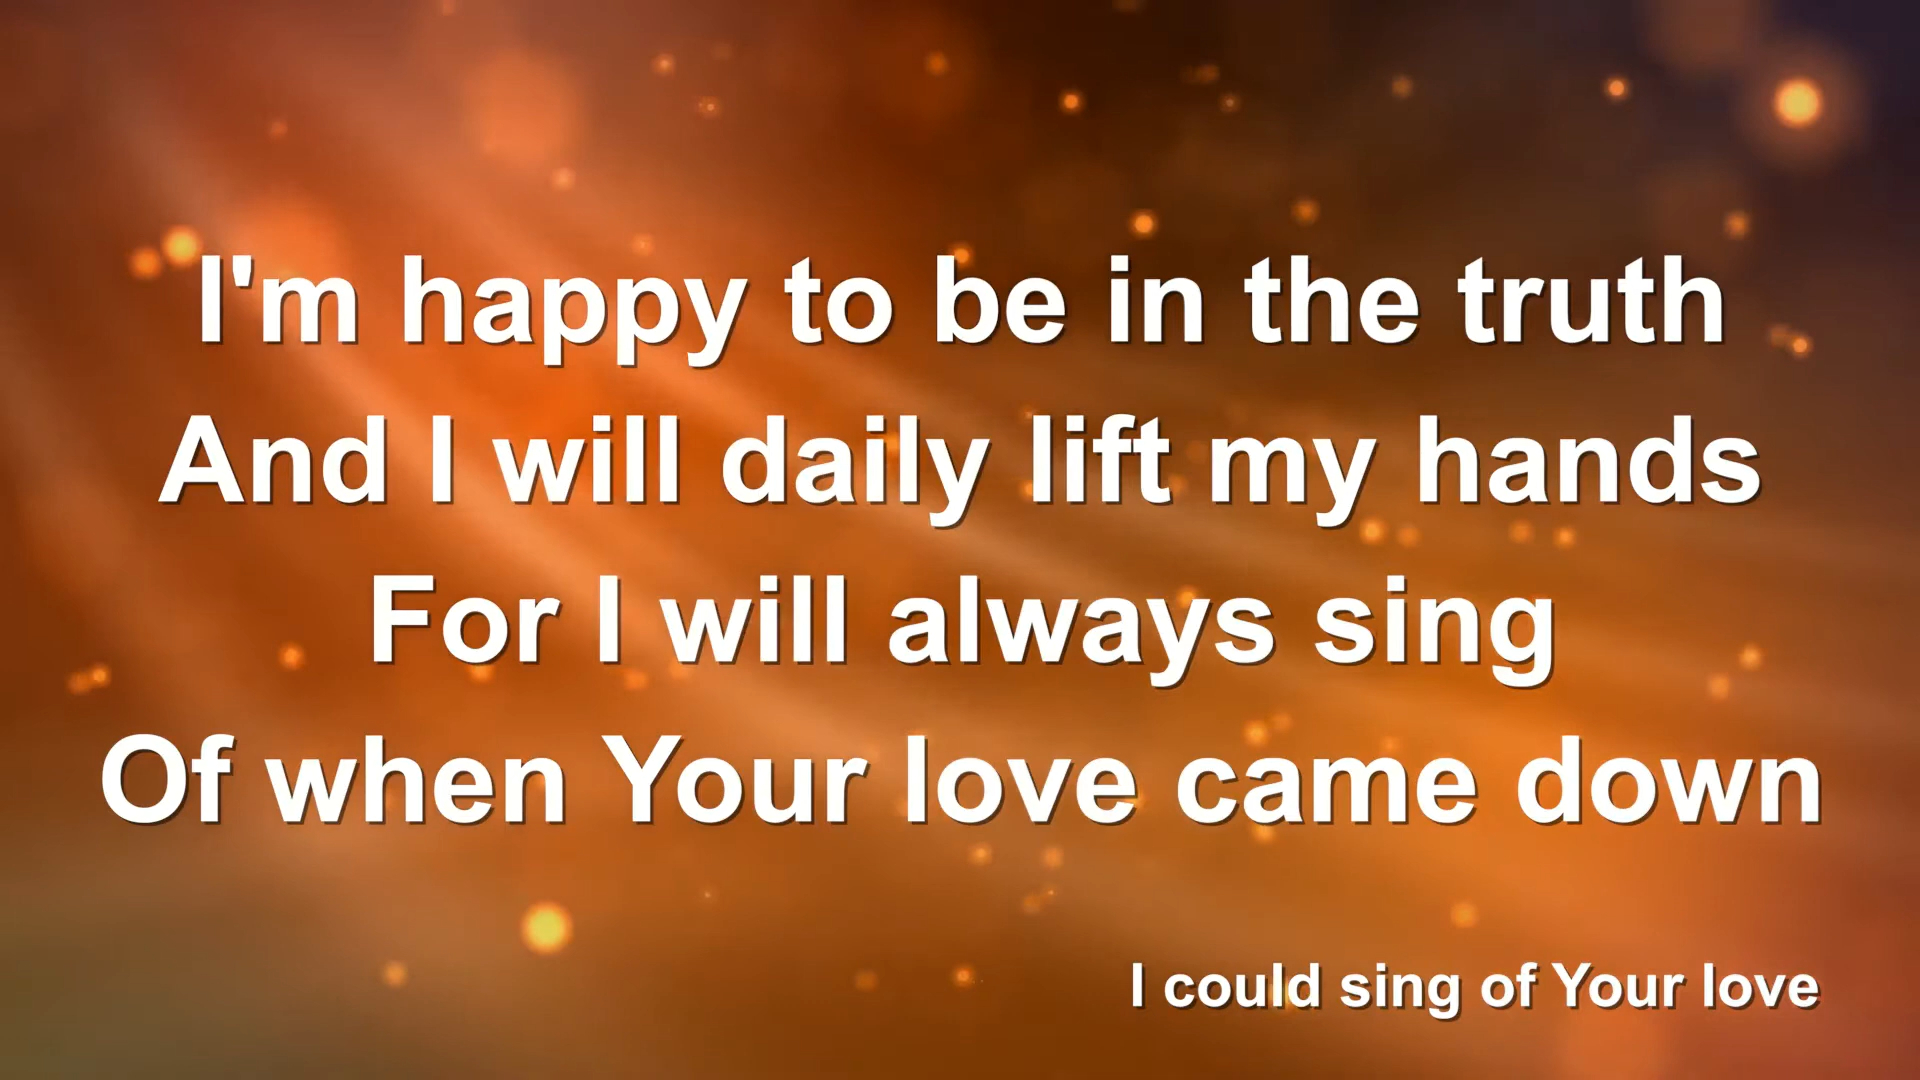 I'm happy to be in the truth
And I will daily lift my hands
For I will always sing
Of when Your love came down
I could sing of Your love